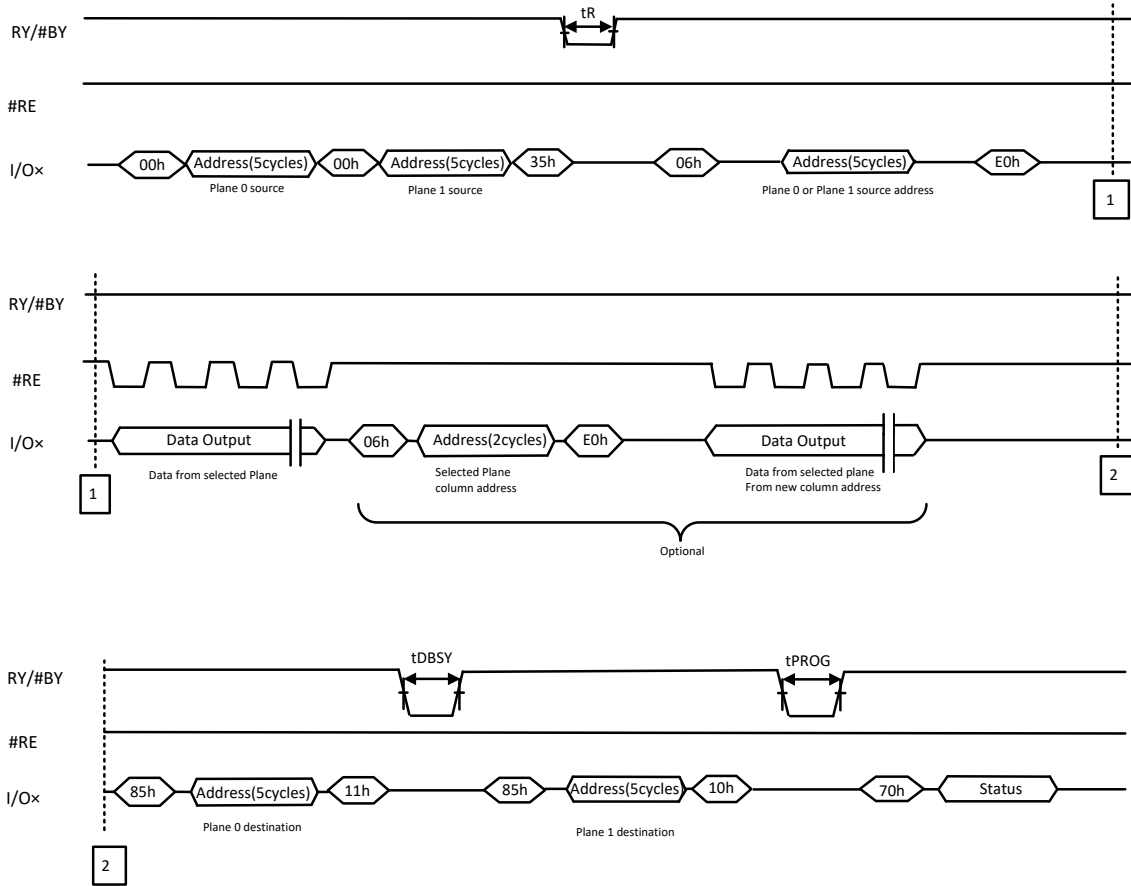 tR
RY/#BY
#RE
I/O×
00h Address(5cycles) 00h Address(5cycles) 35h 06h Address(5cycles) E0h
Plane 0 source Plane 1 source Plane 0 or Plane 1 source address
1
RY/#BY
#RE
I/O×
Data Output 06h Address(2cycles) E0h Data Output
Data from selected Plane Selected Plane Data from selected plane
column address From new column address
1
2
Optional
tDBSY tPROG
RY/#BY
#RE
I/O×
85h Address(5cycles) 11h 85h Address(5cycles) 10h 70h Status
Plane 0 destination Plane 1 destination
2